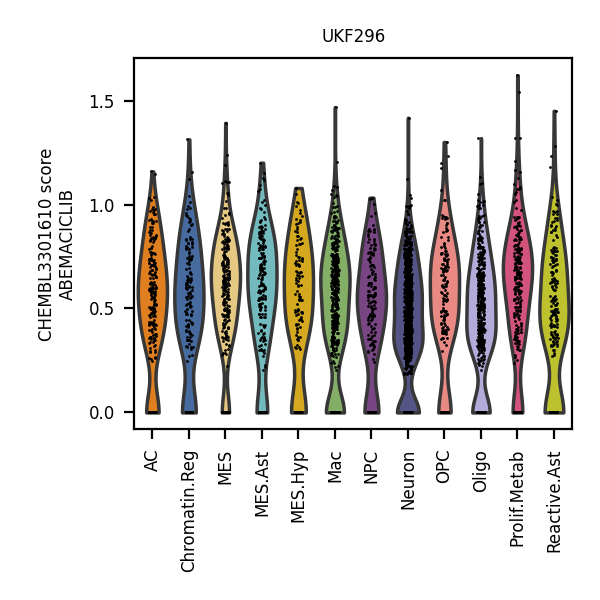 UKF296
CHEMBL3301610 score
ABEMACICLIB
1.5
1.0
0.5
0.0
AC
Chromatin.Reg
MES
MES.Ast
MES.Hyp
Mac
NPC
Neuron
OPC
Oligo
Prolif.Metab
Reactive.Ast